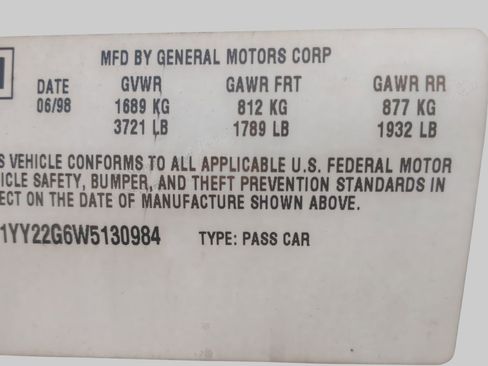 MFD BY GENERAL MOTORS CORP
DATE GVWR GAWR FRT GAWR RR
06/98 1689 KG 812 KG 877 KG
3721 LB 1789 LB 1932 LB
S VEHICLE CONFORMS TO ALL APPLICABLE U.S. FEDERAL MOTOR
ICLE SAFETY, BUMPER, AND THEFT PREVENTION STANDARDS IN
ECT ON THE DATE OF MANUFACTURE SHOWN ABOVE.
1YY22G6W5130984 TYPE: PASS CAR